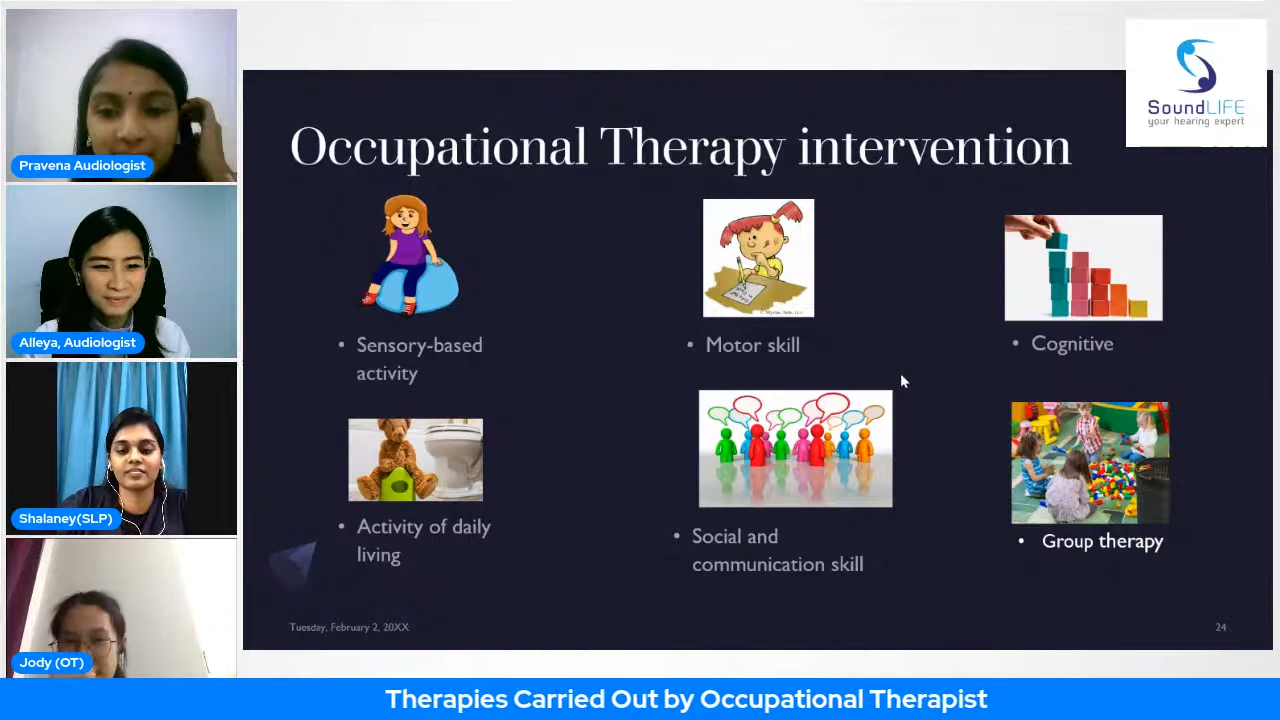 Pravena Audiologist
Alleya, Audiologist
Shalaney(SLP)
Jody (OT)
SoundLIFE
your hearing expert
Occupational Therapy intervention
• Sensory-based
activity
• Motor skill
• Cognitive
• Activity of daily
living
• Social and
communication skill
• Group therapy
Tuesday, February 2, 20XX
24
Therapies Carried Out by Occupational Therapist